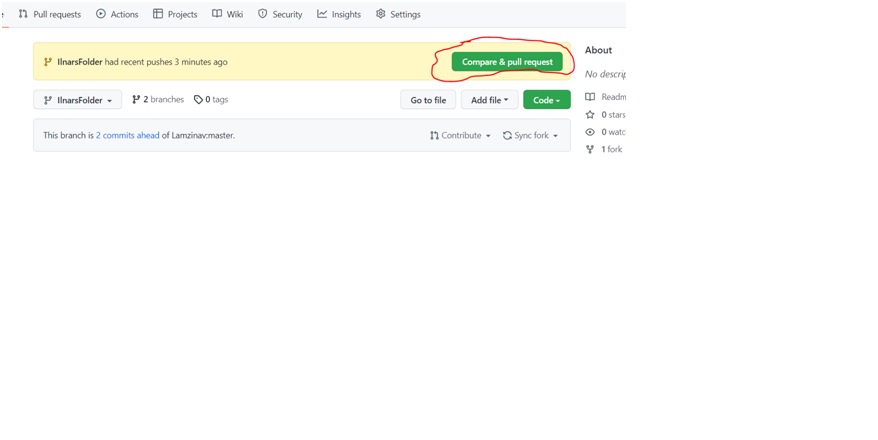 Pull requests Actions Projects Wiki Security Insights Settings
IlnarsFolder had recent pushes 3 minutes ago Compare & pull request
About
No descrip
IlnarsFolder 2 branches 0 tags Go to file Add file Code
Readm
0 stars
This branch is 2 commits ahead of Lamzinav:master. Contribute Sync fork
0 watc
1 fork